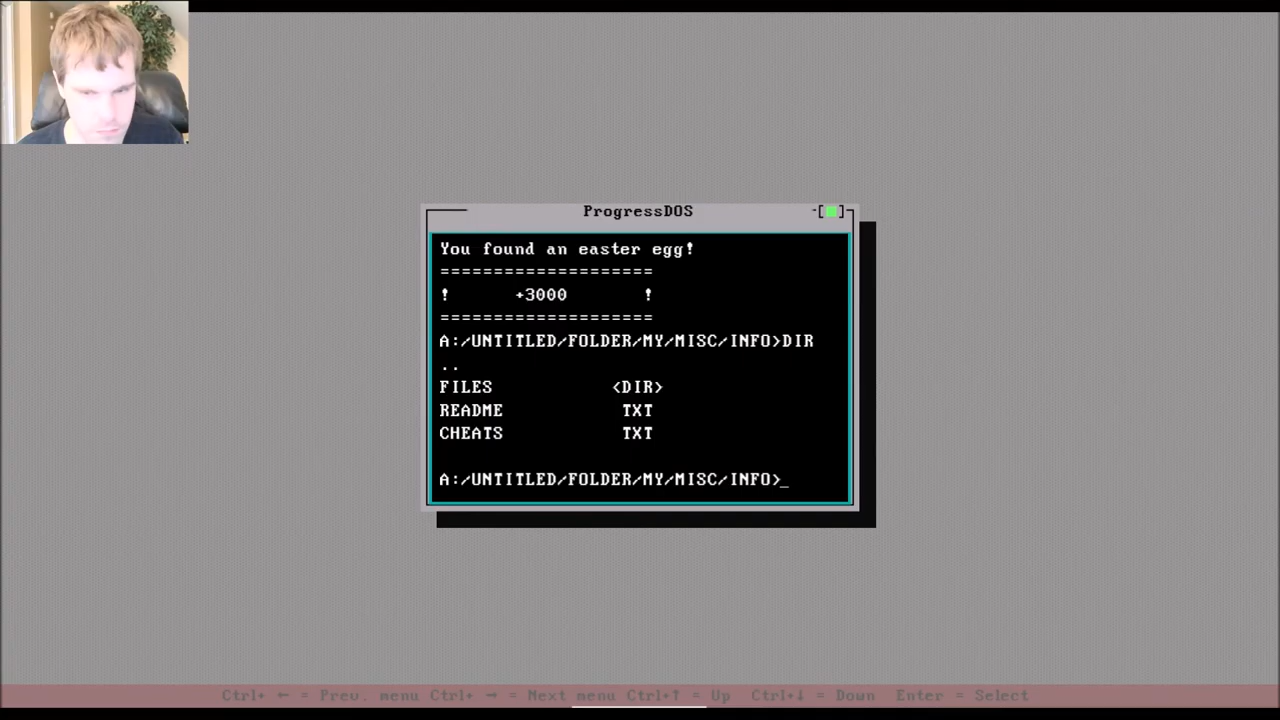 ProgressDOS
-[■]
You found an easter egg!
====================
! +3000 !
====================
A:/UNTITLED/FOLDER/MY/MISC/INFO>DIR
..
FILES <DIR>
README TXT
CHEATS TXT
A:/UNTITLED/FOLDER/MY/MISC/INFO>_
Ctrl+ ← = Prev. menu Ctrl+ → = Next menu Ctrl+↑ = Up Ctrl+↓ = Down Enter = Select